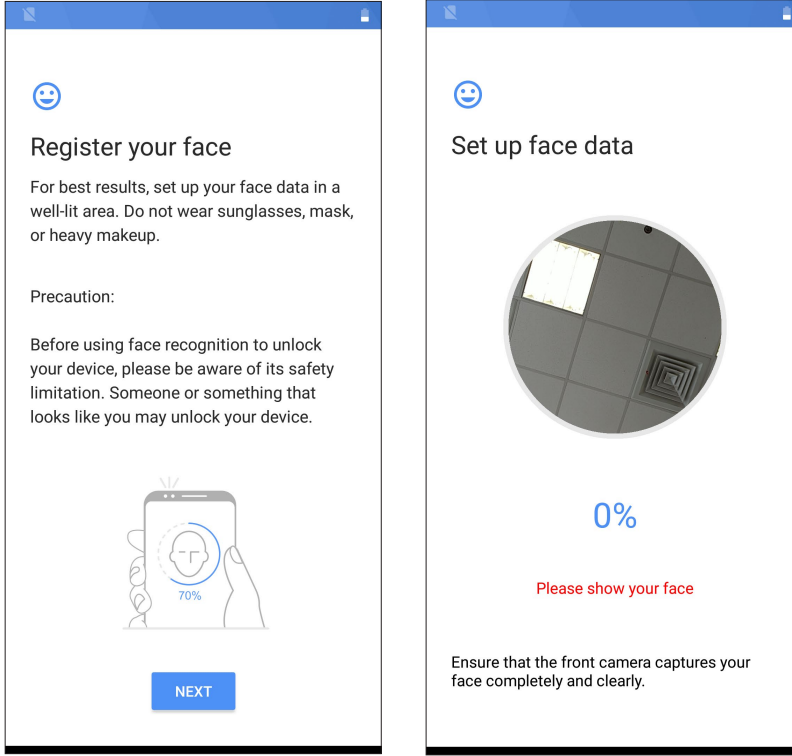 Register your face
For best results, set up your face data in a
well-lit area. Do not wear sunglasses, mask,
or heavy makeup.
Precaution:
Before using face recognition to unlock
your device, please be aware of its safety
limitation. Someone or something that
looks like you may unlock your device.
70%
NEXT
Set up face data
0%
Please show your face
Ensure that the front camera captures your
face completely and clearly.